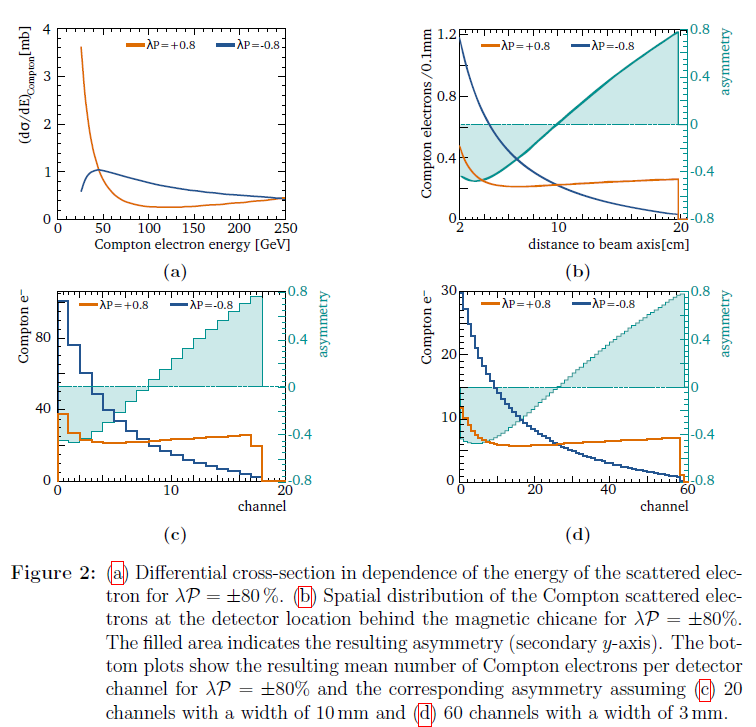 4
3
2
1
0
(dσ/dE)Compton[mb]
λP=+0.8 λP=-0.8
0 50 100 150 200 250
Compton electron energy [GeV]
(a)
1.2
0.8
0.4
0
Compton electrons/0.1mm
λP=+0.8 λP=-0.8
0.8
0.4
0
-0.4
-0.8
asymmetry
2 10 20
distance to beam axis[cm]
(b)
80
40
0
Compton e⁻
λP=+0.8 λP=-0.8
0.8
0.4
0
-0.4
-0.8
asymmetry
0 10 20
channel
(c)
30
20
10
0
Compton e⁻
λP=+0.8 λP=-0.8
0.8
0.4
0
-0.4
-0.8
asymmetry
0 20 40 60
channel
(d)
Figure 2: (a) Differential cross-section in dependence of the energy of the scattered elec-
tron for λP = ±80 %. (b) Spatial distribution of the Compton scattered elec-
trons at the detector location behind the magnetic chicane for λP = ±80%.
The filled area indicates the resulting asymmetry (secondary y-axis). The bot-
tom plots show the resulting mean number of Compton electrons per detector
channel for λP = ±80% and the corresponding asymmetry assuming (c) 20
channels with a width of 10 mm and (d) 60 channels with a width of 3 mm.